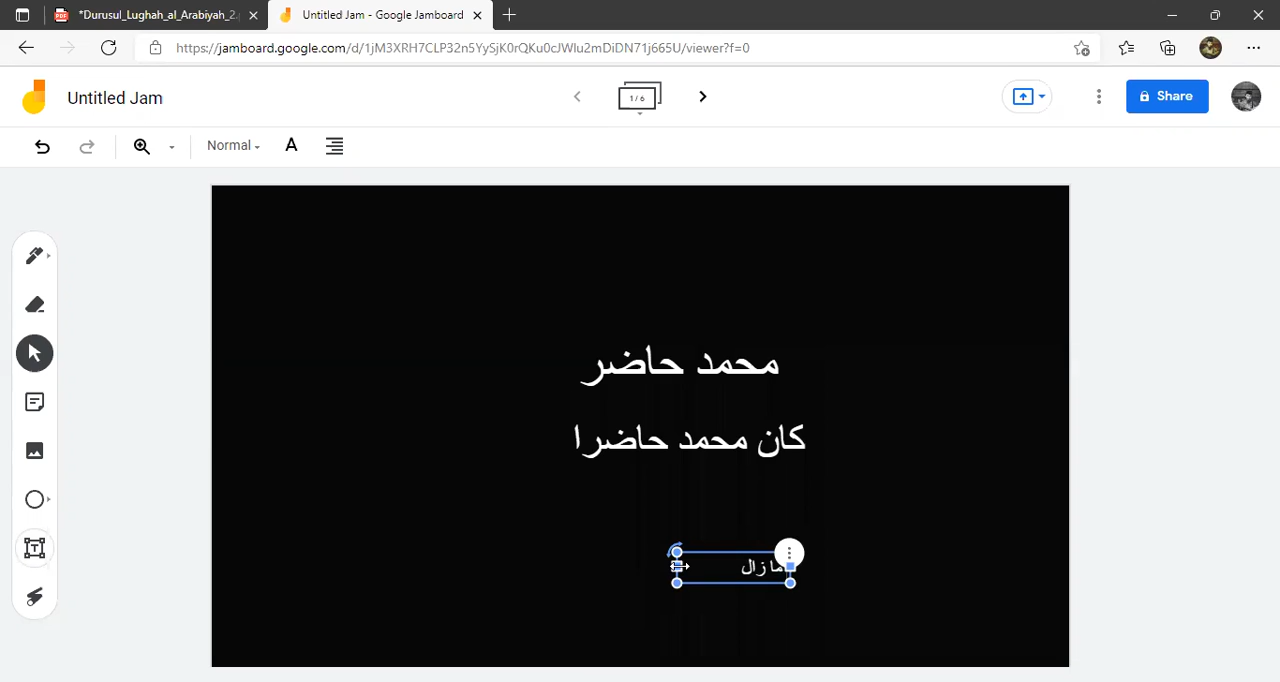 *Durusul_Lughah_al_Arabiyah_2.p
Untitled Jam - Google Jamboard
https://jamboard.google.com/d/1jM3XRH7CLP32n5YySjK0rQKu0cJWlu2mDiDN71j665U/viewer?f=0
Untitled Jam
1 / 6
Share
Normal
محمد حاضر
كان محمد حاضرا
ما زال